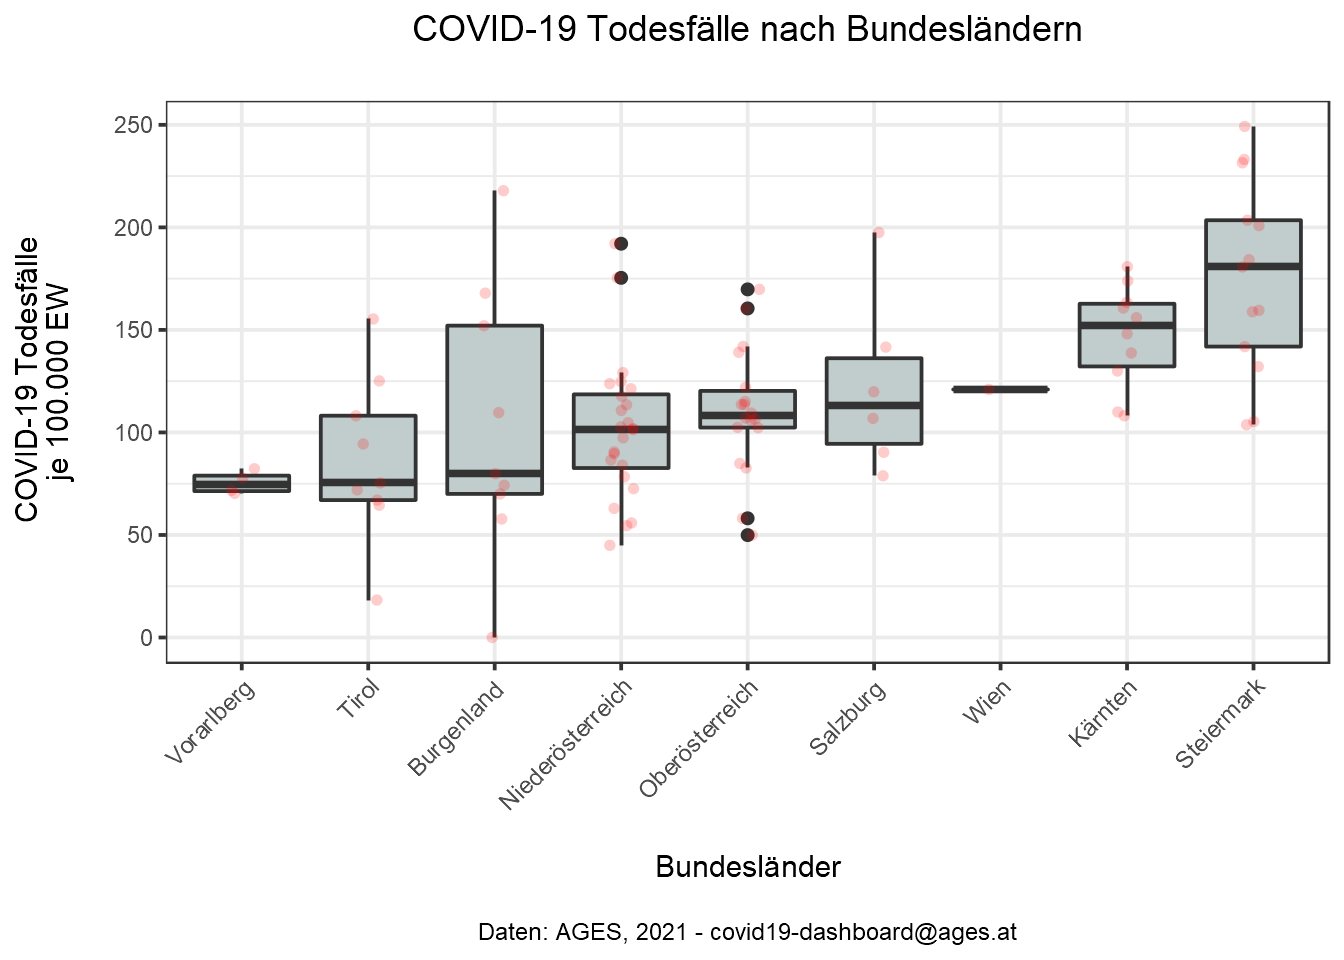 COVID-19 Todesfälle nach Bundesländern
COVID-19 Todesfälle
je 100.000 EW
250
200
150
100
50
0
Vorarlberg
Tirol
Burgenland
Niederösterreich
Oberösterreich
Salzburg
Wien
Kärnten
Steiermark
Bundesländer
Daten: AGES, 2021 - covid19-dashboard@ages.at